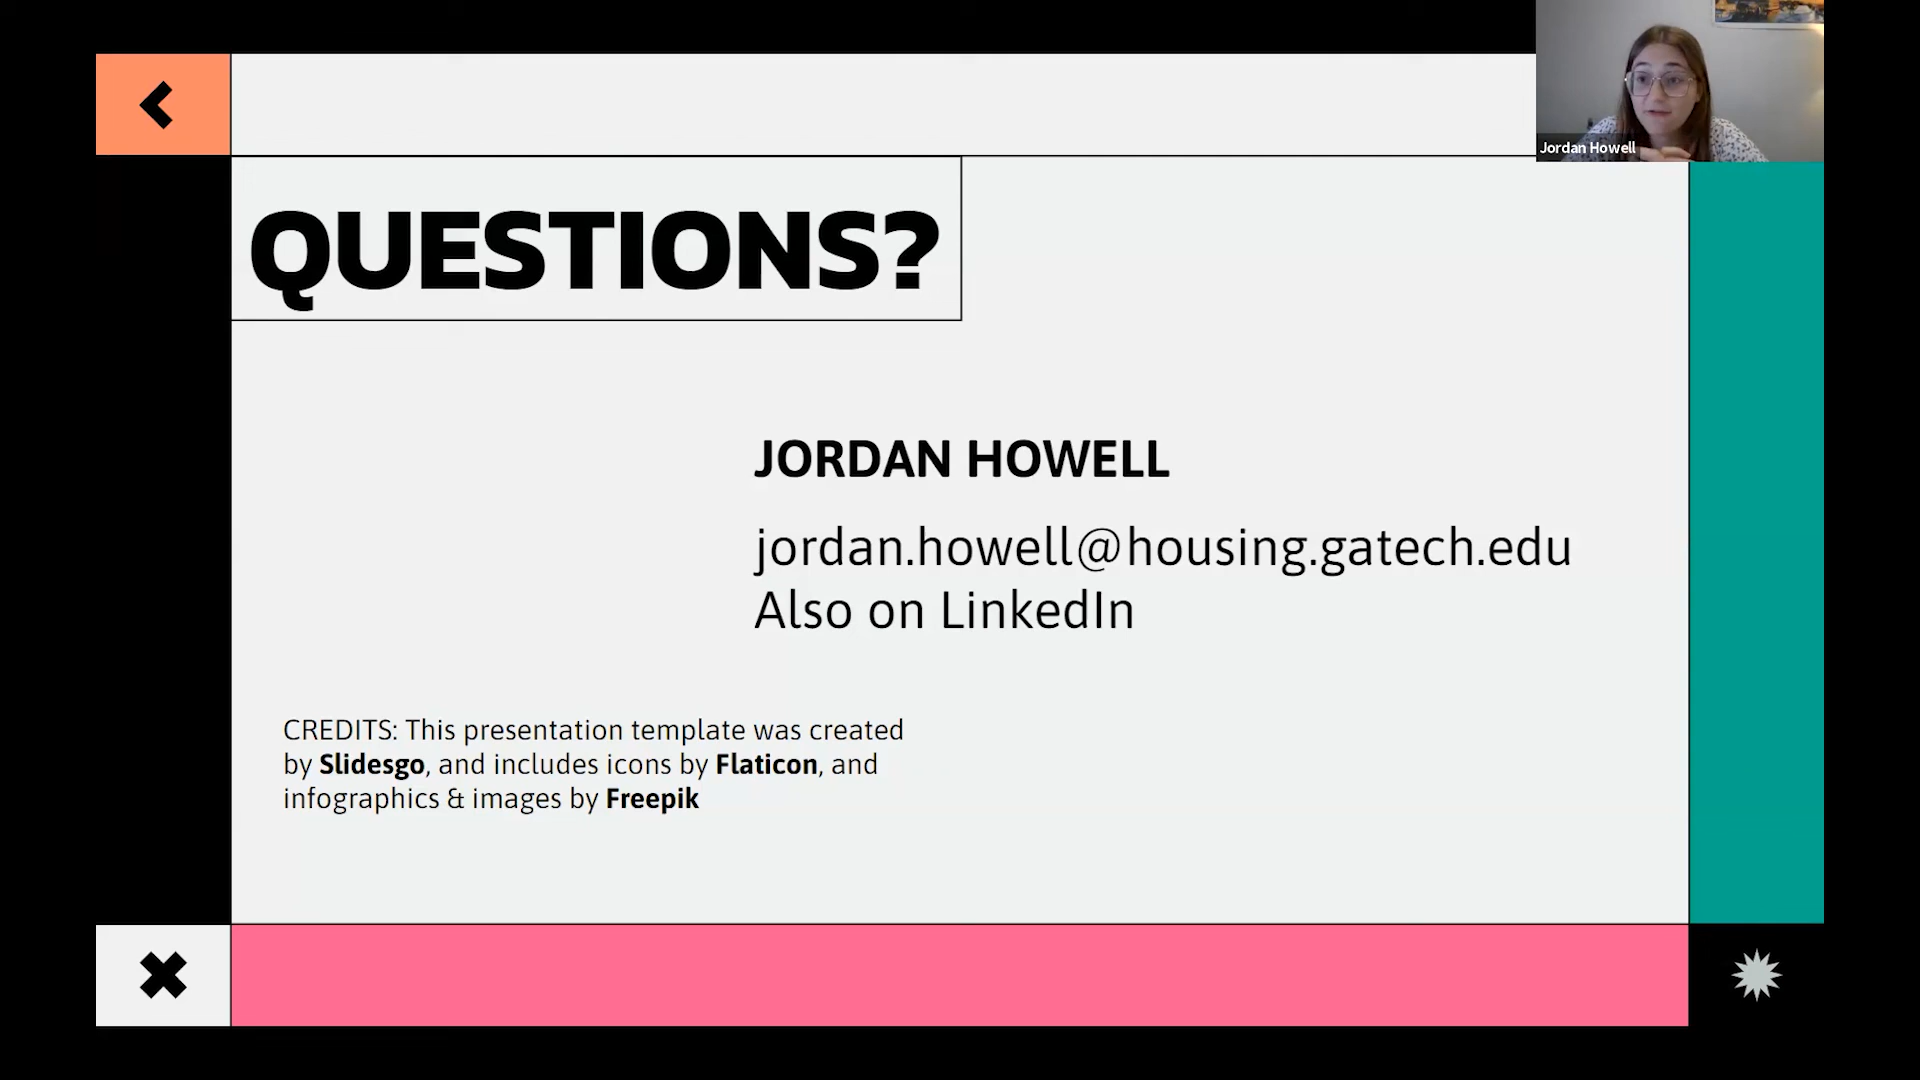 Jordan Howell
QUESTIONS?
JORDAN HOWELL
jordan.howell@housing.gatech.edu
Also on LinkedIn
CREDITS: This presentation template was created
by Slidesgo, and includes icons by Flaticon, and
infographics & images by Freepik